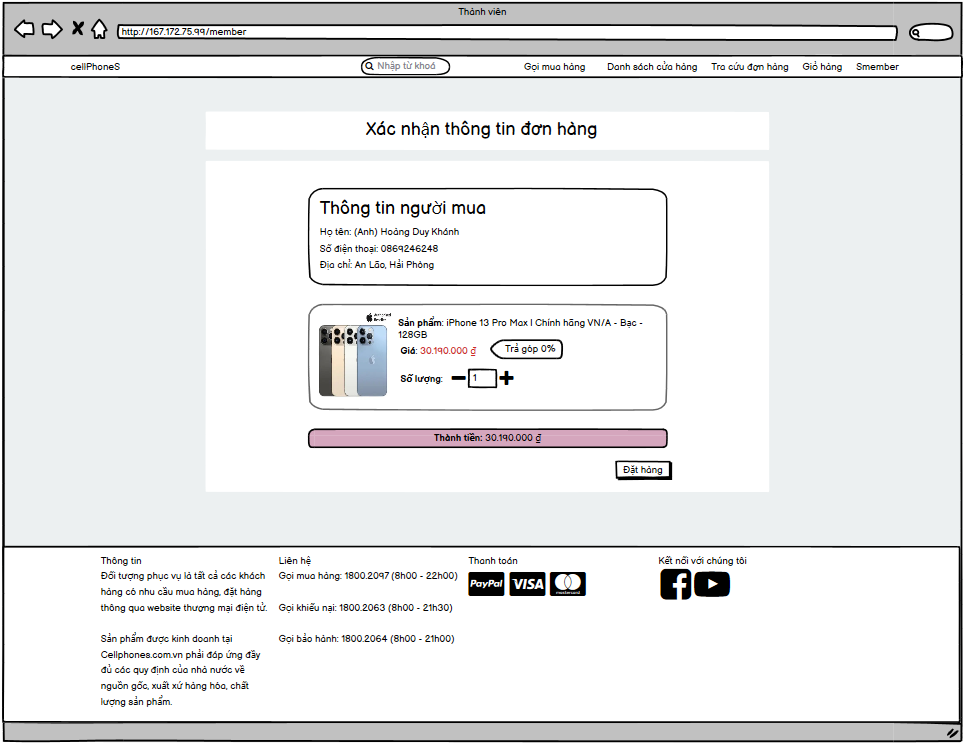 Thành viên
http://167.172.75.99/member
cellPhoneS
Nhập từ khoá
Gọi mua hàng
Danh sách cửa hàng
Tra cứu đơn hàng
Giỏ hàng
Smember
Xác nhận thông tin đơn hàng
Thông tin người mua
Họ tên: (Anh) Hoàng Duy Khánh
Số điện thoại: 0869246248
Địa chỉ: An Lão, Hải Phòng
Sản phẩm: iPhone 13 Pro Max I Chính hãng VN/A - Bạc -
128GB
Giá: 30.190.000 ₫
Trả góp 0%
Số lượng:
1
Thành tiền: 30.190.000 ₫
Đặt hàng
Thông tin
Đối tượng phục vụ là tất cả các khách
hàng có nhu cầu mua hàng, đặt hàng
thông qua website thượng mại điện tử.
Sản phẩm được kinh doanh tại
Cellphones.com.vn phải đáp ứng đầy
đủ các quy định của nhà nước về
nguồn gốc, xuất xứ hàng hóa, chất
lượng sản phẩm.
Liên hệ
Gọi mua hàng: 1800.2097 (8h00 - 22h00)
Gọi khiếu nại: 1800.2063 (8h00 - 21h30)
Gọi bảo hành: 1800.2064 (8h00 - 21h00)
Thanh toán
PayPal
VISA
mastercard
Kết nối với chúng tôi